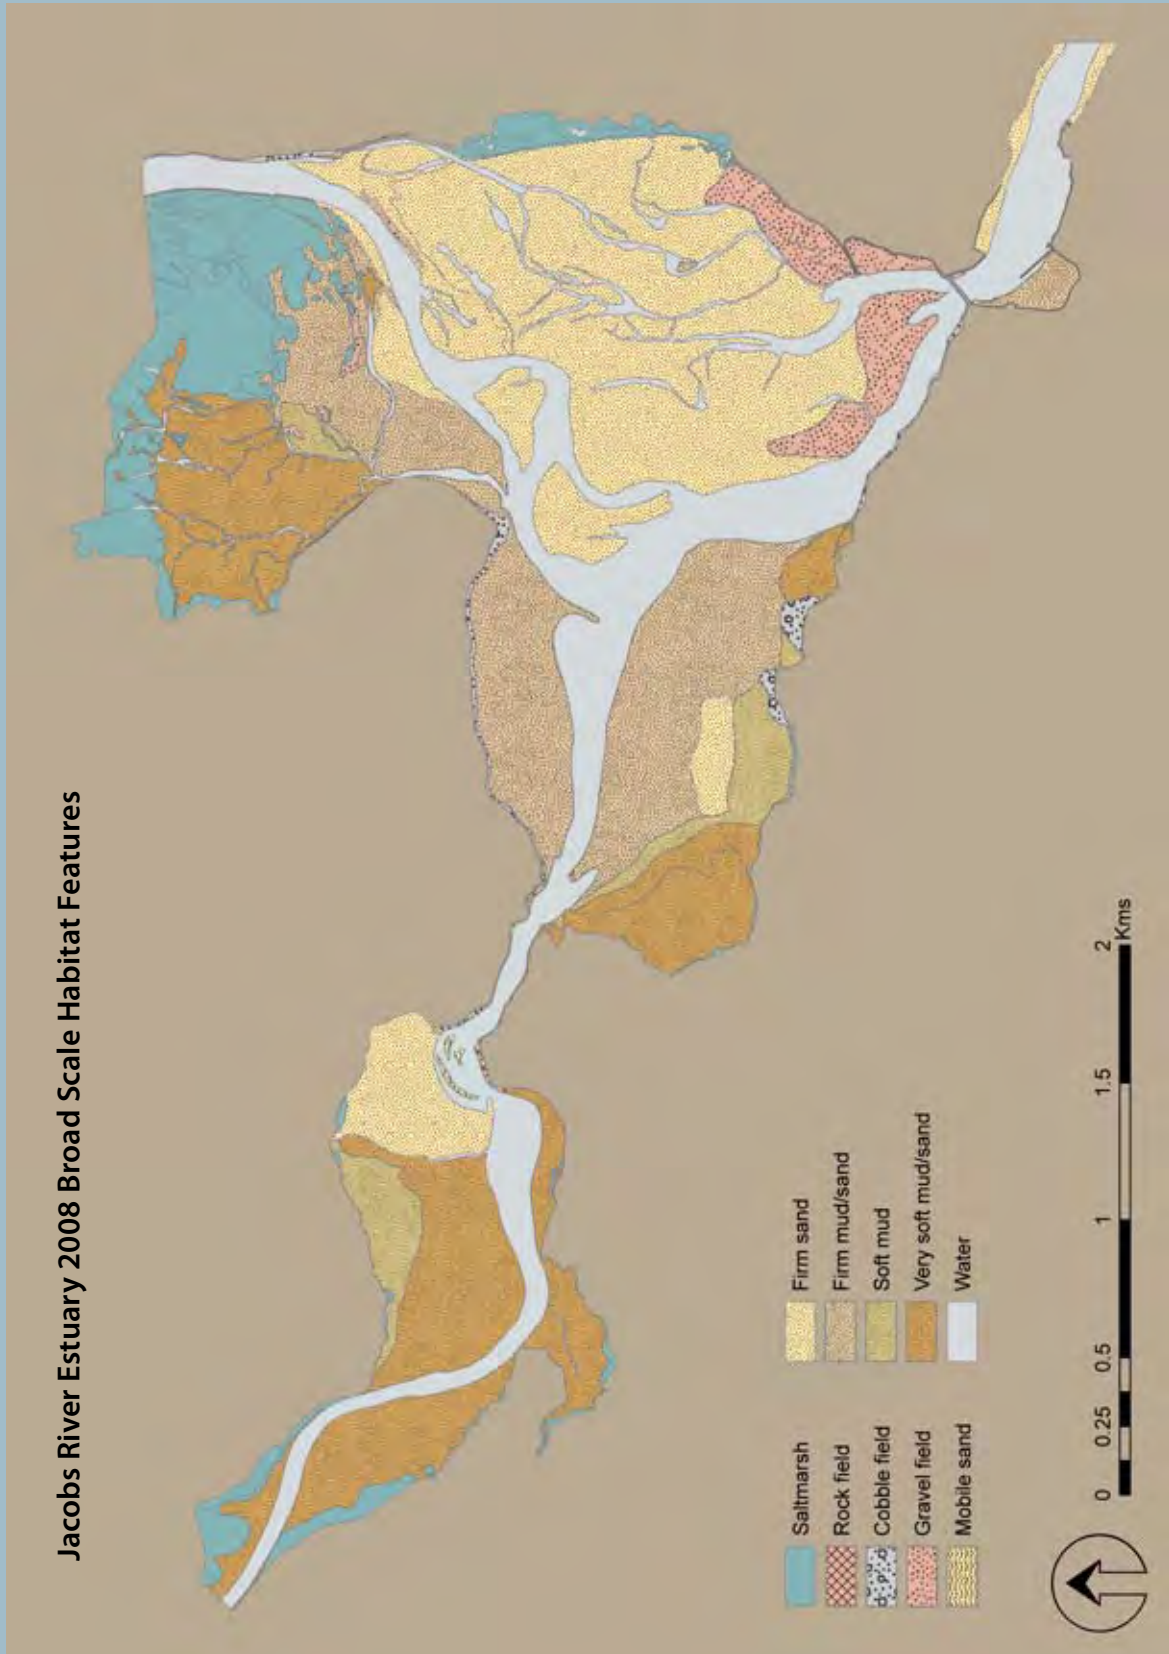 Jacobs River Estuary 2008 Broad Scale Habitat Features
Saltmarsh
Rock field
Cobble field
Gravel field
Mobile sand
Firm sand
Firm mud/sand
Soft mud
Very soft mud/sand
Water
0 0.25 0.5 1 1.5 2
Kms